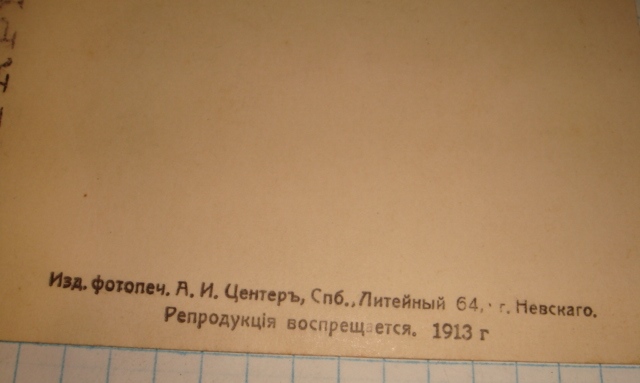 Изд. фотопеч. А. И. Центеръ, Спб., Литейный 64, г. Невскаго.
Репродукція воспрещается. 1913 г